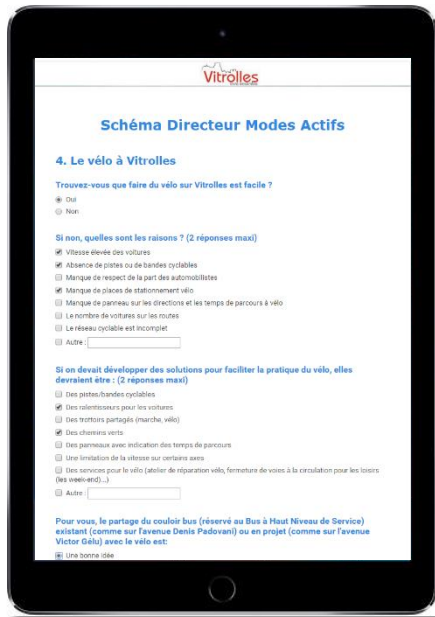 Vitrolles
Schéma Directeur Modes Actifs
4. Le vélo à Vitrolles
Trouvez-vous que faire du vélo sur Vitrolles est facile ?
Oui
Non
Si non, quelles sont les raisons ? (2 réponses maxi)
Vitesse élevée des voitures
Absence de pistes ou de bandes cyclables
Manque de respect de la part des automobilistes
Manque de places de stationnement vélo
Manque de panneau sur les directions et les temps de parcours à vélo
Le nombre de voitures sur les routes
Le réseau cyclable est incomplet
Autre :
Si on devait développer des solutions pour faciliter la pratique du vélo, elles
devraient être : (2 réponses maxi)
Des pistes/bandes cyclables
Des ralentisseurs pour les voitures
Des trottoirs partagés (marche, vélo)
Des chemins verts
Des panneaux avec indication des temps de parcours
Une limitation de la vitesse sur certains axes
Des services pour le vélo (atelier de réparation vélo, fermeture de voies à la circulation pour les loisirs
(les week-end)...)
Autre :
Pour vous, le partage du couloir bus (réservé au Bus à Haut Niveau de Service)
existant (comme sur l'avenue Denis Padovani) ou en projet (comme sur l'avenue
Victor Gélu) avec le vélo est:
Une bonne idée